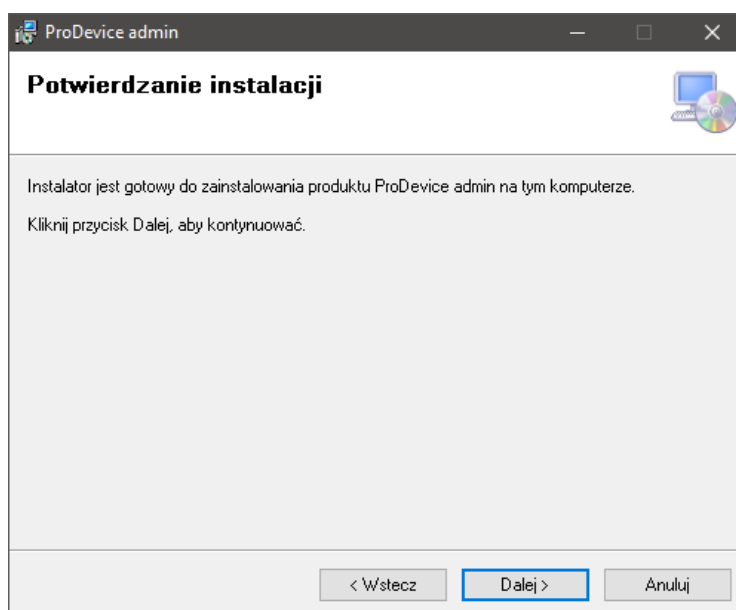 ProDevice admin
Potwierdzanie instalacji
Instalator jest gotowy do zainstalowania produktu ProDevice admin na tym komputerze.
Kliknij przycisk Dalej, aby kontynuować.
< Wstecz
Dalej >
Anuluj